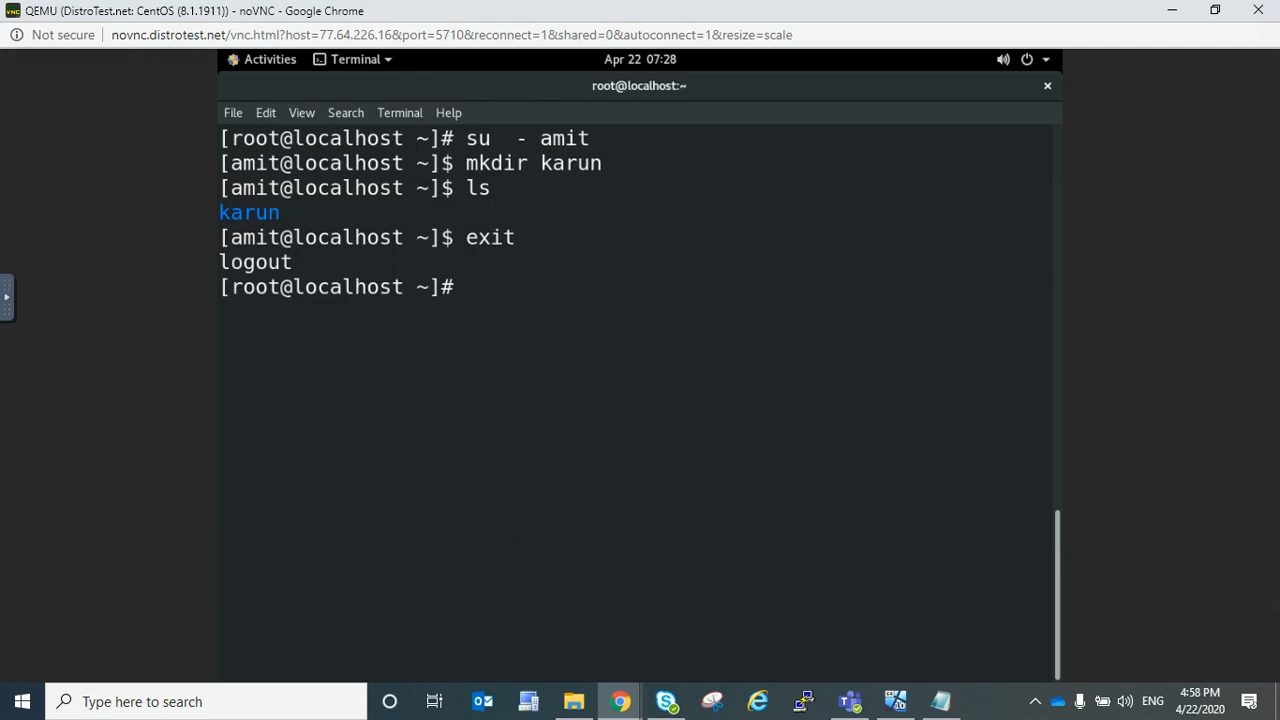 QEMU (DistroTest.net: CentOS (8.1.1911)) - noVNC - Google Chrome
Not secure novnc.distrotest.net/vnc.html?host=77.64.226.16&port=5710&reconnect=1&shared=0&autoconnect=1&resize=scale
Activities Terminal Apr 22 07:28
root@localhost:~
File Edit View Search Terminal Help
[root@localhost ~]# su  - amit
[amit@localhost ~]$ mkdir karun
[amit@localhost ~]$ ls
karun
[amit@localhost ~]$ exit
logout
[root@localhost ~]#
Type here to search
ENG
4:58 PM
4/22/2020